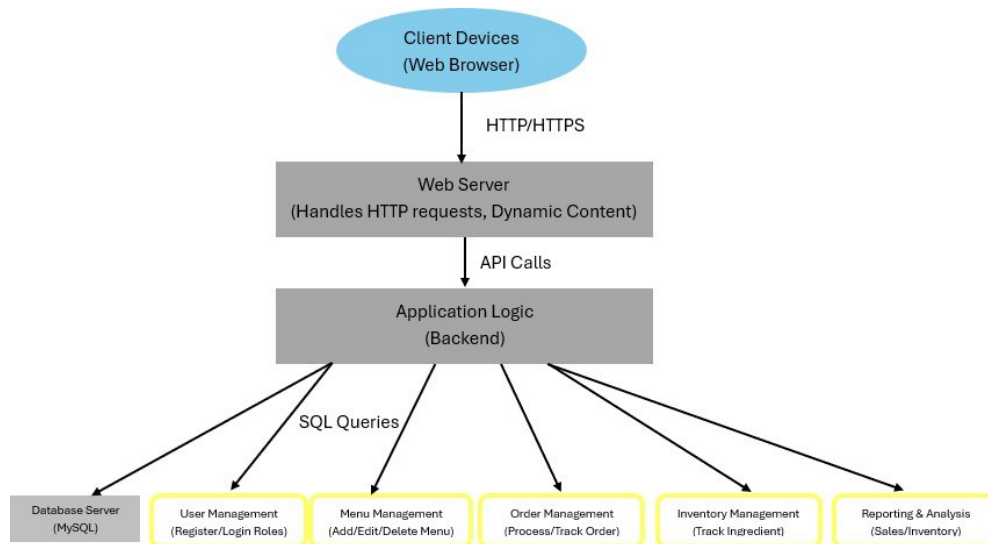 Client Devices
(Web Browser)
HTTP/HTTPS
Web Server
(Handles HTTP requests, Dynamic Content)
API Calls
Application Logic
(Backend)
SQL Queries
Database Server
(MySQL)
User Management
(Register/Login Roles)
Menu Management
(Add/Edit/Delete Menu)
Order Management
(Process/Track Order)
Inventory Management
(Track Ingredient)
Reporting & Analysis
(Sales/Inventory)